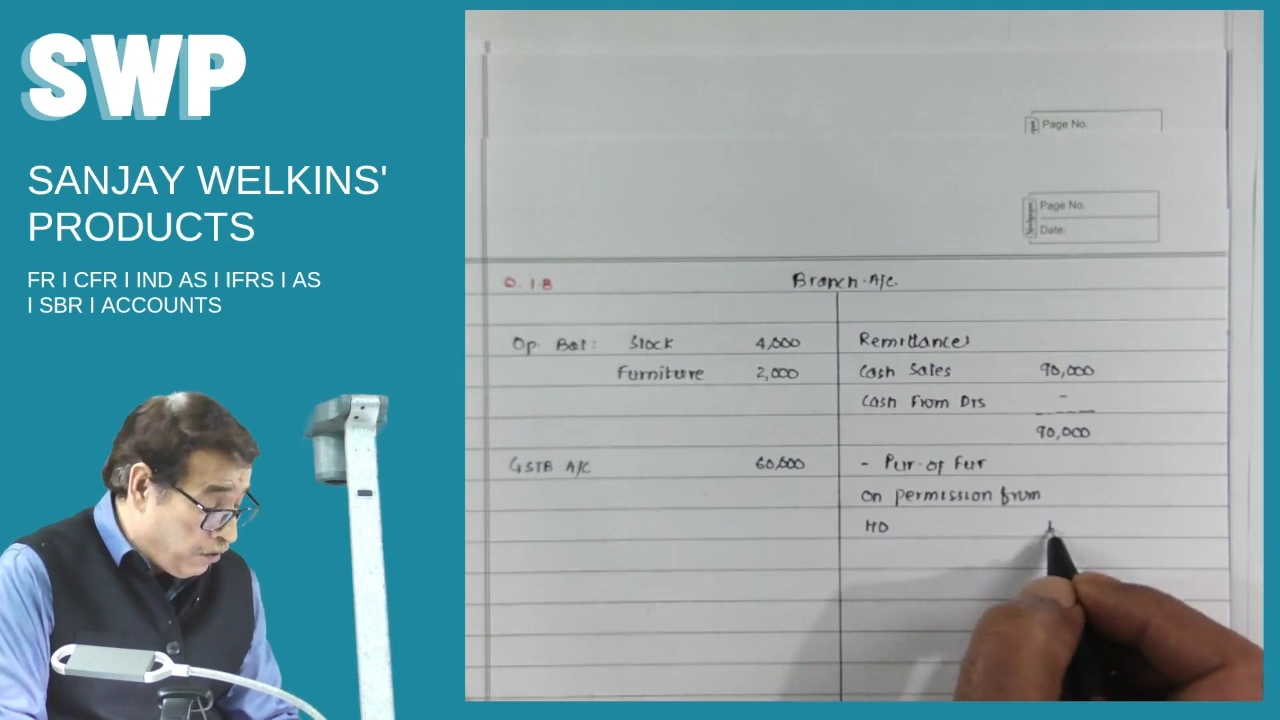 SWP
SANJAY WELKINS'
PRODUCTS
FR I CFR I IND AS I IFRS I AS
I SBR I ACCOUNTS
Page No.
Page No.
Date:
Q. 18
Branch A/c.
Op. Bal: Stock 4,000
Furniture 2,000
GSTB A/C 60,000
Remittances
Cash Sales 90,000
Cash From Drs -
90,000
- Pur. of Fur
on permission from
HO